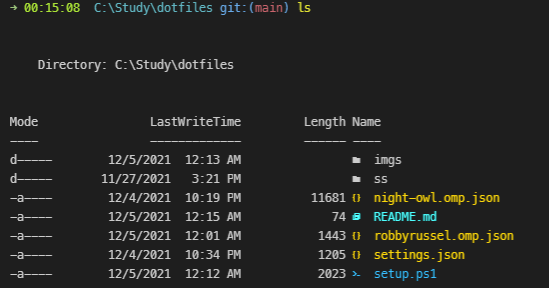 ➜ 00:15:08  C:\Study\dotfiles git:(main) ls
Directory: C:\Study\dotfiles
Mode                LastWriteTime         Length Name
----                -------------         ------ ----
d-----        12/5/2021  12:13 AM                imgs
d-----       11/27/2021   3:21 PM                ss
-a----        12/4/2021  10:19 PM          11681 {} night-owl.omp.json
-a----        12/5/2021  12:15 AM             74 README.md
-a----        12/5/2021  12:01 AM           1443 {} robbyrussel.omp.json
-a----        12/4/2021  10:34 PM           1205 {} settings.json
-a----        12/5/2021  12:12 AM           2023 >_ setup.ps1